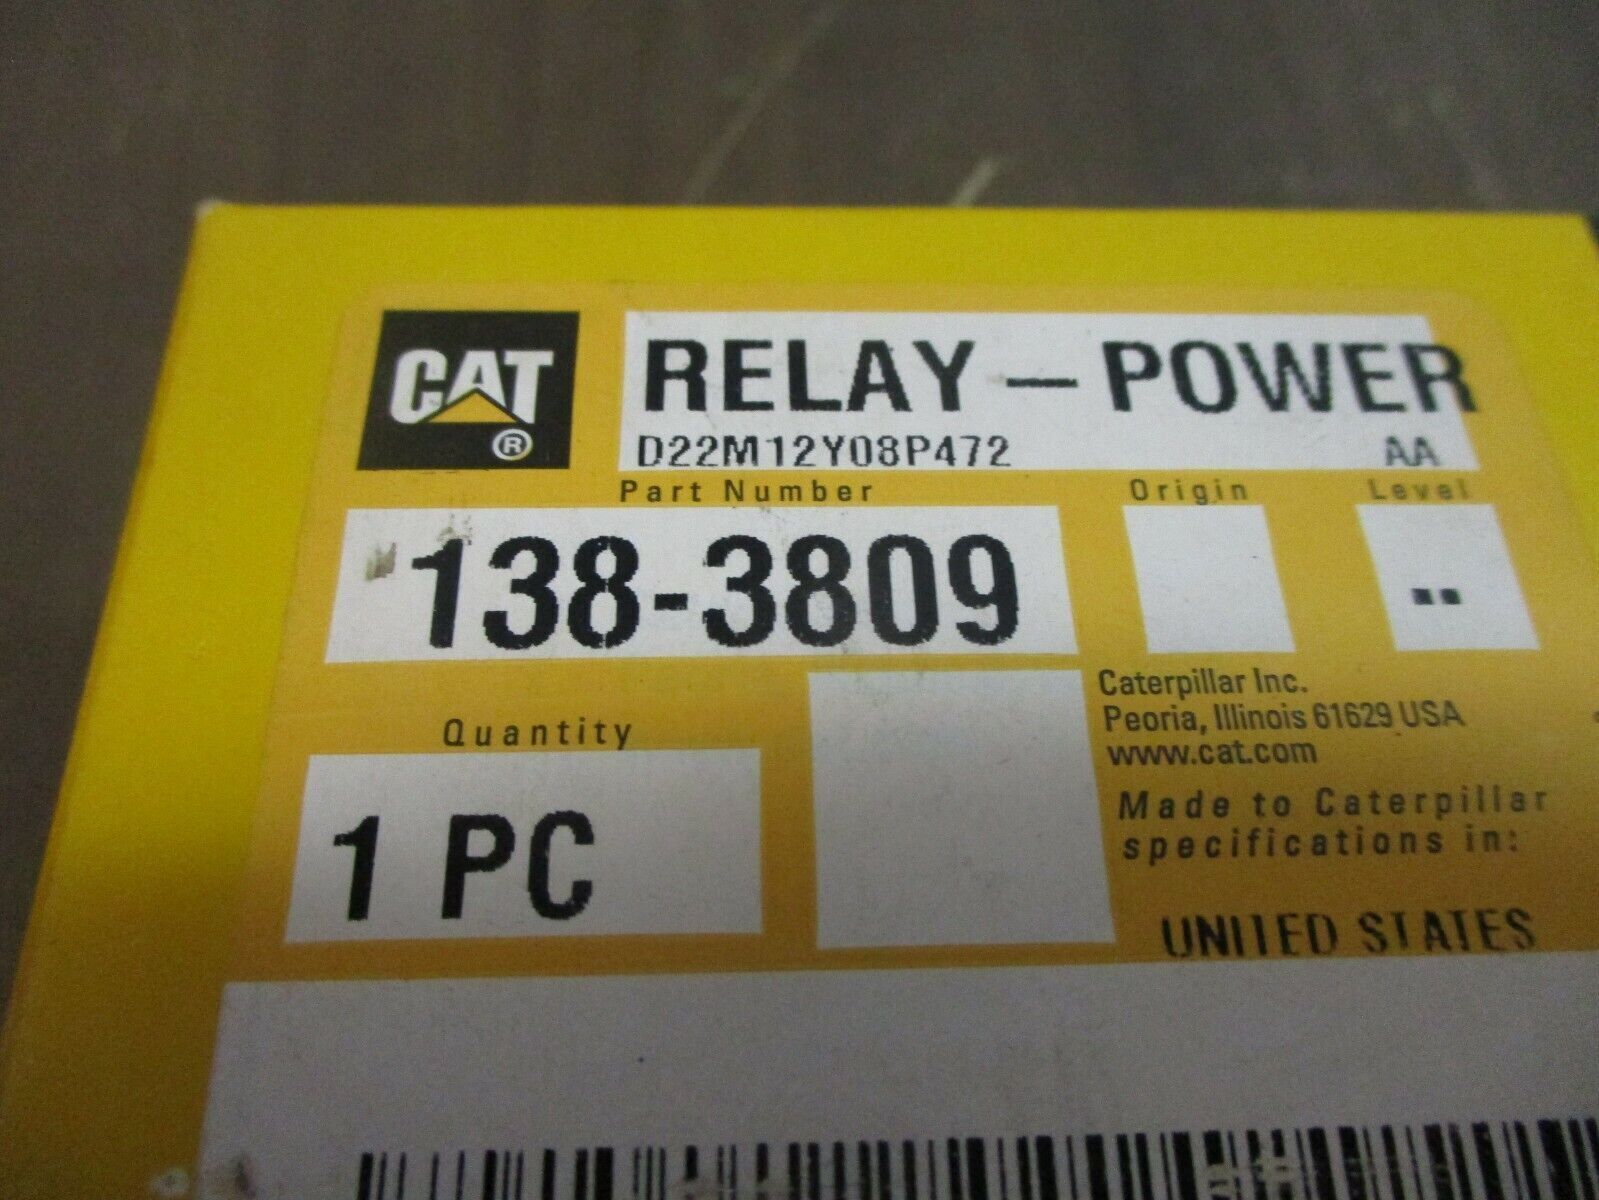 CAT ®
RELAY - POWER
D22M12Y08P472 AA
Part Number Origin Level
138-3809 --
Caterpillar Inc.
Peoria, Illinois 61629 USA
www.cat.com
Quantity
1 PC
Made to Caterpillar
specifications in:
UNITED STATES